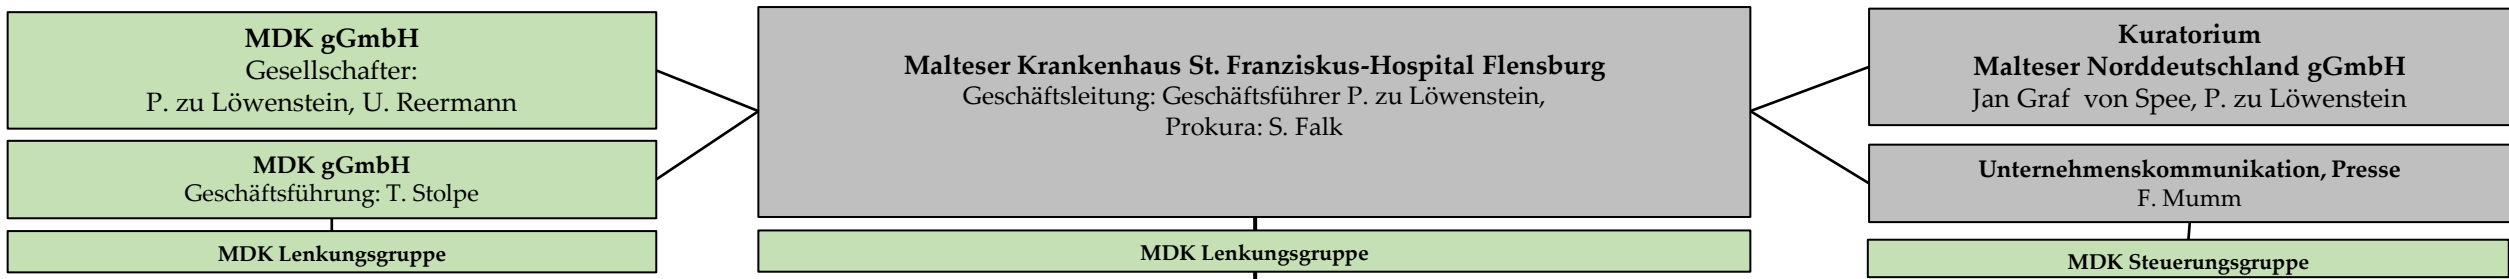 MDK gGmbH
Gesellschafter:
P. zu Löwenstein, U. Reermann
MDK gGmbH
Geschäftsführung: T. Stolpe
MDK Lenkungsgruppe
Malteser Krankenhaus St. Franziskus-Hospital Flensburg
Geschäftsleitung: Geschäftsführer P. zu Löwenstein,
Prokura: S. Falk
MDK Lenkungsgruppe
Kuratorium
Malteser Norddeutschland gGmbH
Jan Graf von Spee, P. zu Löwenstein
Unternehmenskommunikation, Presse
F. Mumm
MDK Steuerungsgruppe